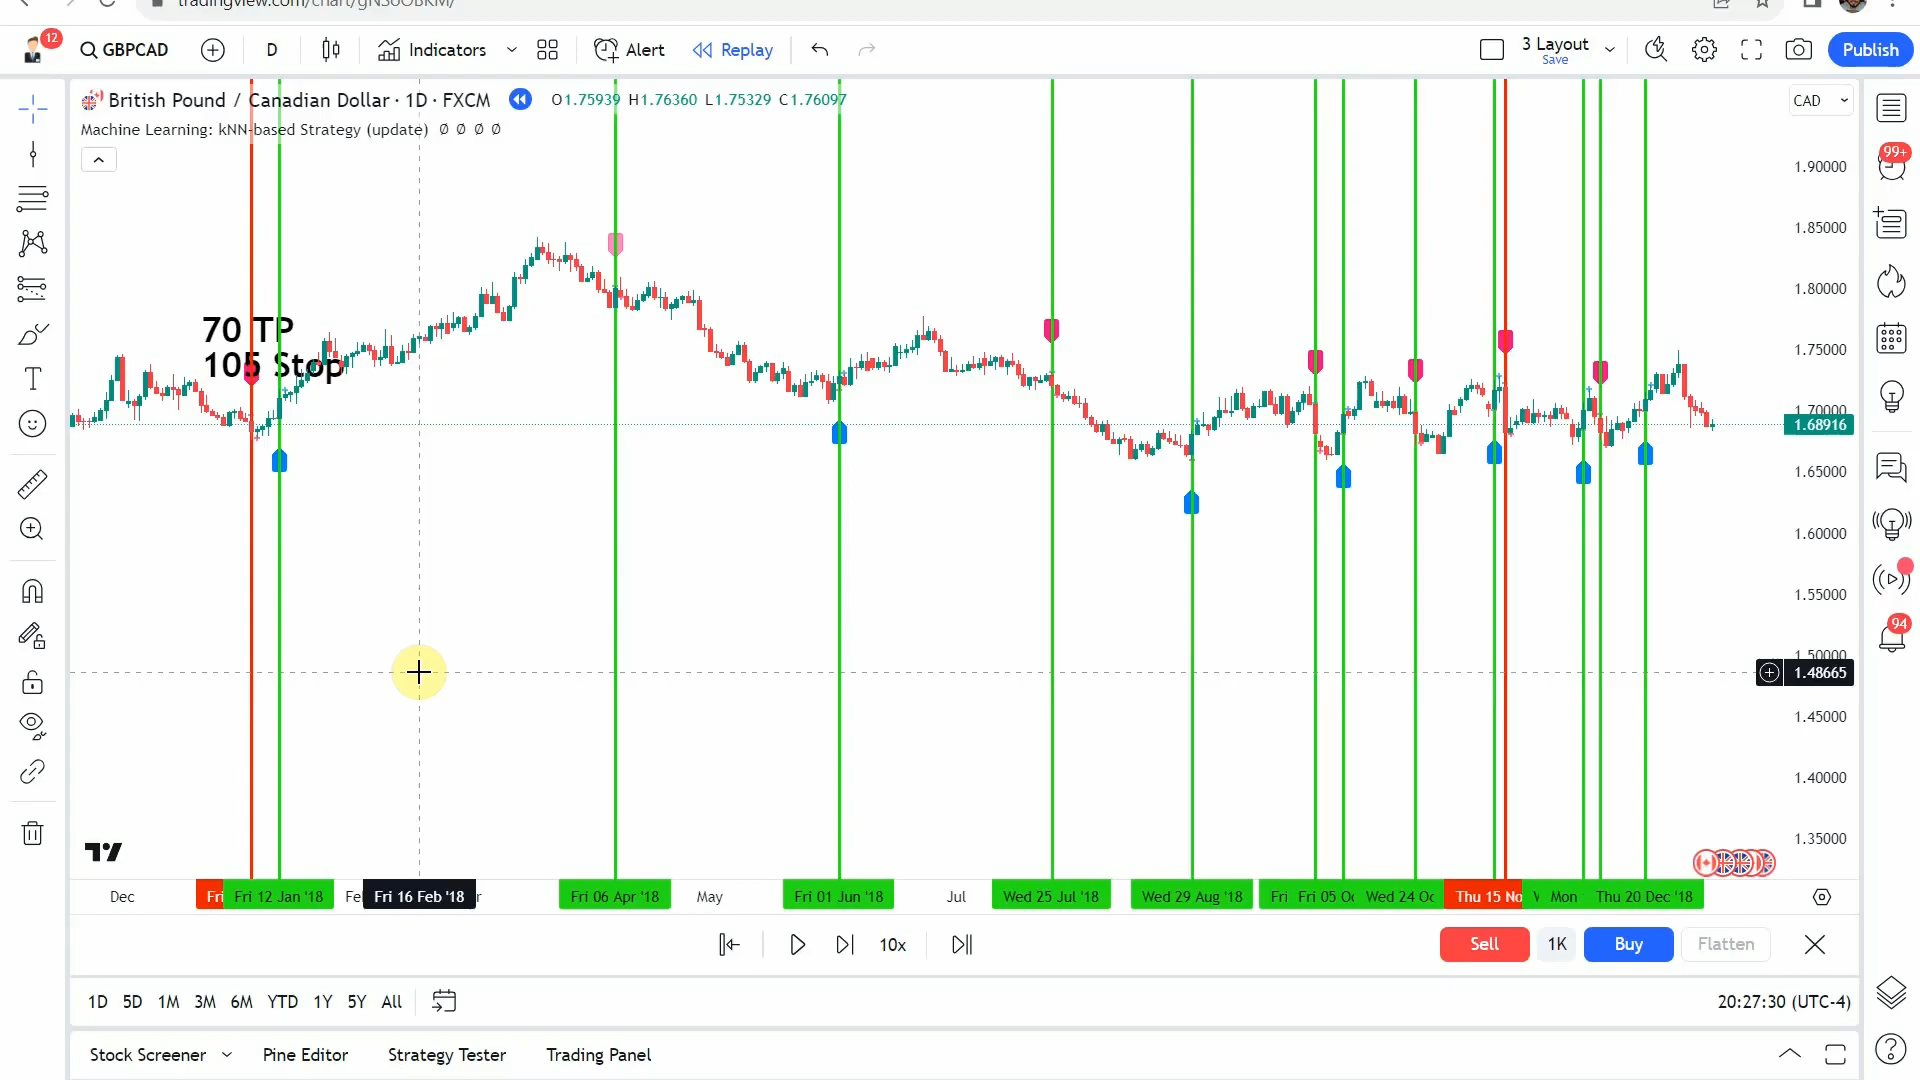 tradingview.com/chart/
12
GBPCAD
D
Indicators
Alert
Replay
3 Layout
Save
Publish
British Pound / Canadian Dollar · 1D · FXCM
O1.75939 H1.76360 L1.75329 C1.76097
CAD
Machine Learning: kNN-based Strategy (update) Ø Ø Ø Ø
99+
1.90000
1.85000
1.80000
70 TP
105 Stop
1.75000
1.70000
1.68916
1.65000
1.60000
1.55000
1.50000
1.48665
94
1.45000
1.40000
1.35000
Dec
Fri
Fri 12 Jan '18
Fe
Fri 16 Feb '18
r
Fri 06 Apr '18
May
Fri 01 Jun '18
Jul
Wed 25 Jul '18
Wed 29 Aug '18
Fri
Fri 05 Oc
Wed 24 Oc
Thu 15 No
Mon
Thu 20 Dec '18
10x
Sell
1K
Buy
Flatten
1D 5D 1M 3M 6M YTD 1Y 5Y All
20:27:30 (UTC-4)
Stock Screener
Pine Editor
Strategy Tester
Trading Panel